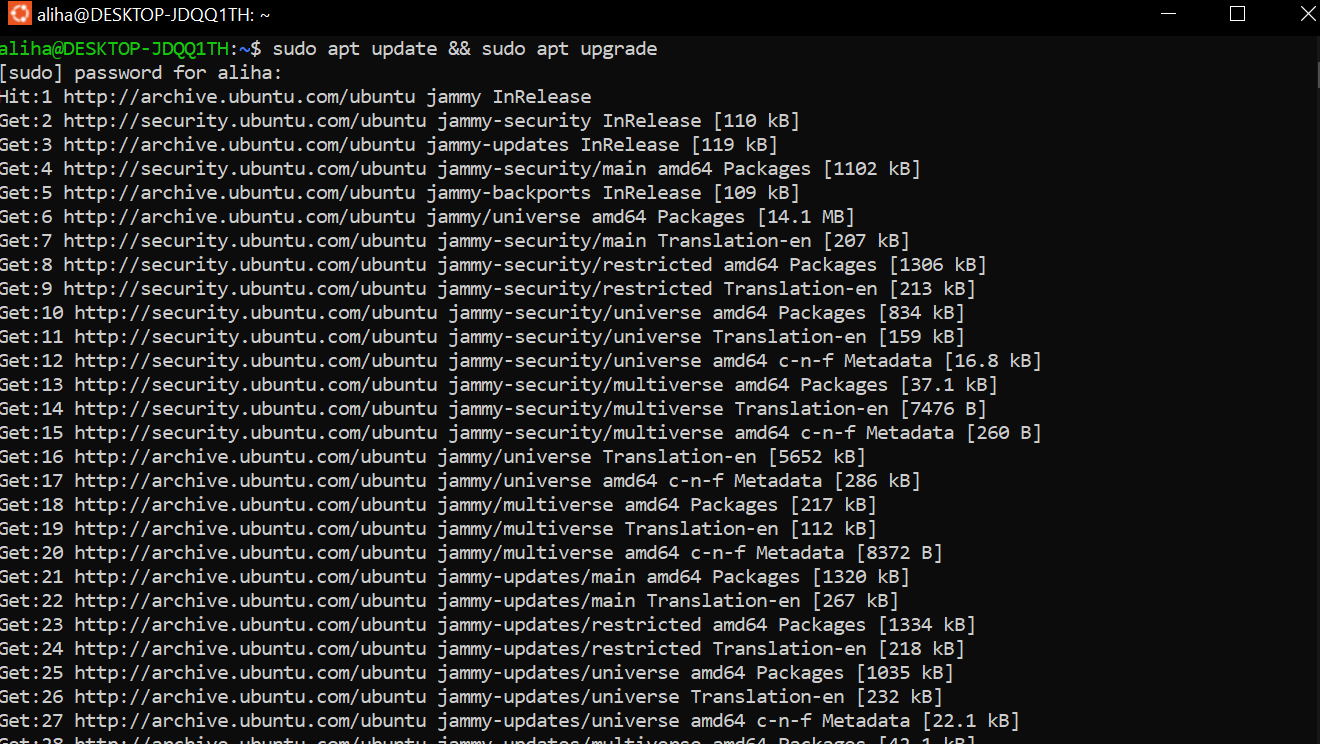 aliha@DESKTOP-JDQQ1TH: ~
aliha@DESKTOP-JDQQ1TH:~$ sudo apt update && sudo apt upgrade
[sudo] password for aliha:
Hit:1 http://archive.ubuntu.com/ubuntu jammy InRelease
Get:2 http://security.ubuntu.com/ubuntu jammy-security InRelease [110 kB]
Get:3 http://archive.ubuntu.com/ubuntu jammy-updates InRelease [119 kB]
Get:4 http://security.ubuntu.com/ubuntu jammy-security/main amd64 Packages [1102 kB]
Get:5 http://archive.ubuntu.com/ubuntu jammy-backports InRelease [109 kB]
Get:6 http://archive.ubuntu.com/ubuntu jammy/universe amd64 Packages [14.1 MB]
Get:7 http://security.ubuntu.com/ubuntu jammy-security/main Translation-en [207 kB]
Get:8 http://security.ubuntu.com/ubuntu jammy-security/restricted amd64 Packages [1306 kB]
Get:9 http://security.ubuntu.com/ubuntu jammy-security/restricted Translation-en [213 kB]
Get:10 http://security.ubuntu.com/ubuntu jammy-security/universe amd64 Packages [834 kB]
Get:11 http://security.ubuntu.com/ubuntu jammy-security/universe Translation-en [159 kB]
Get:12 http://security.ubuntu.com/ubuntu jammy-security/universe amd64 c-n-f Metadata [16.8 kB]
Get:13 http://security.ubuntu.com/ubuntu jammy-security/multiverse amd64 Packages [37.1 kB]
Get:14 http://security.ubuntu.com/ubuntu jammy-security/multiverse Translation-en [7476 B]
Get:15 http://security.ubuntu.com/ubuntu jammy-security/multiverse amd64 c-n-f Metadata [260 B]
Get:16 http://archive.ubuntu.com/ubuntu jammy/universe Translation-en [5652 kB]
Get:17 http://archive.ubuntu.com/ubuntu jammy/universe amd64 c-n-f Metadata [286 kB]
Get:18 http://archive.ubuntu.com/ubuntu jammy/multiverse amd64 Packages [217 kB]
Get:19 http://archive.ubuntu.com/ubuntu jammy/multiverse Translation-en [112 kB]
Get:20 http://archive.ubuntu.com/ubuntu jammy/multiverse amd64 c-n-f Metadata [8372 B]
Get:21 http://archive.ubuntu.com/ubuntu jammy-updates/main amd64 Packages [1320 kB]
Get:22 http://archive.ubuntu.com/ubuntu jammy-updates/main Translation-en [267 kB]
Get:23 http://archive.ubuntu.com/ubuntu jammy-updates/restricted amd64 Packages [1334 kB]
Get:24 http://archive.ubuntu.com/ubuntu jammy-updates/restricted Translation-en [218 kB]
Get:25 http://archive.ubuntu.com/ubuntu jammy-updates/universe amd64 Packages [1035 kB]
Get:26 http://archive.ubuntu.com/ubuntu jammy-updates/universe Translation-en [232 kB]
Get:27 http://archive.ubuntu.com/ubuntu jammy-updates/universe amd64 c-n-f Metadata [22.1 kB]
Get:28 http://archive.ubuntu.com/ubuntu jammy-updates/multiverse amd64 Packages [42.1 kB]